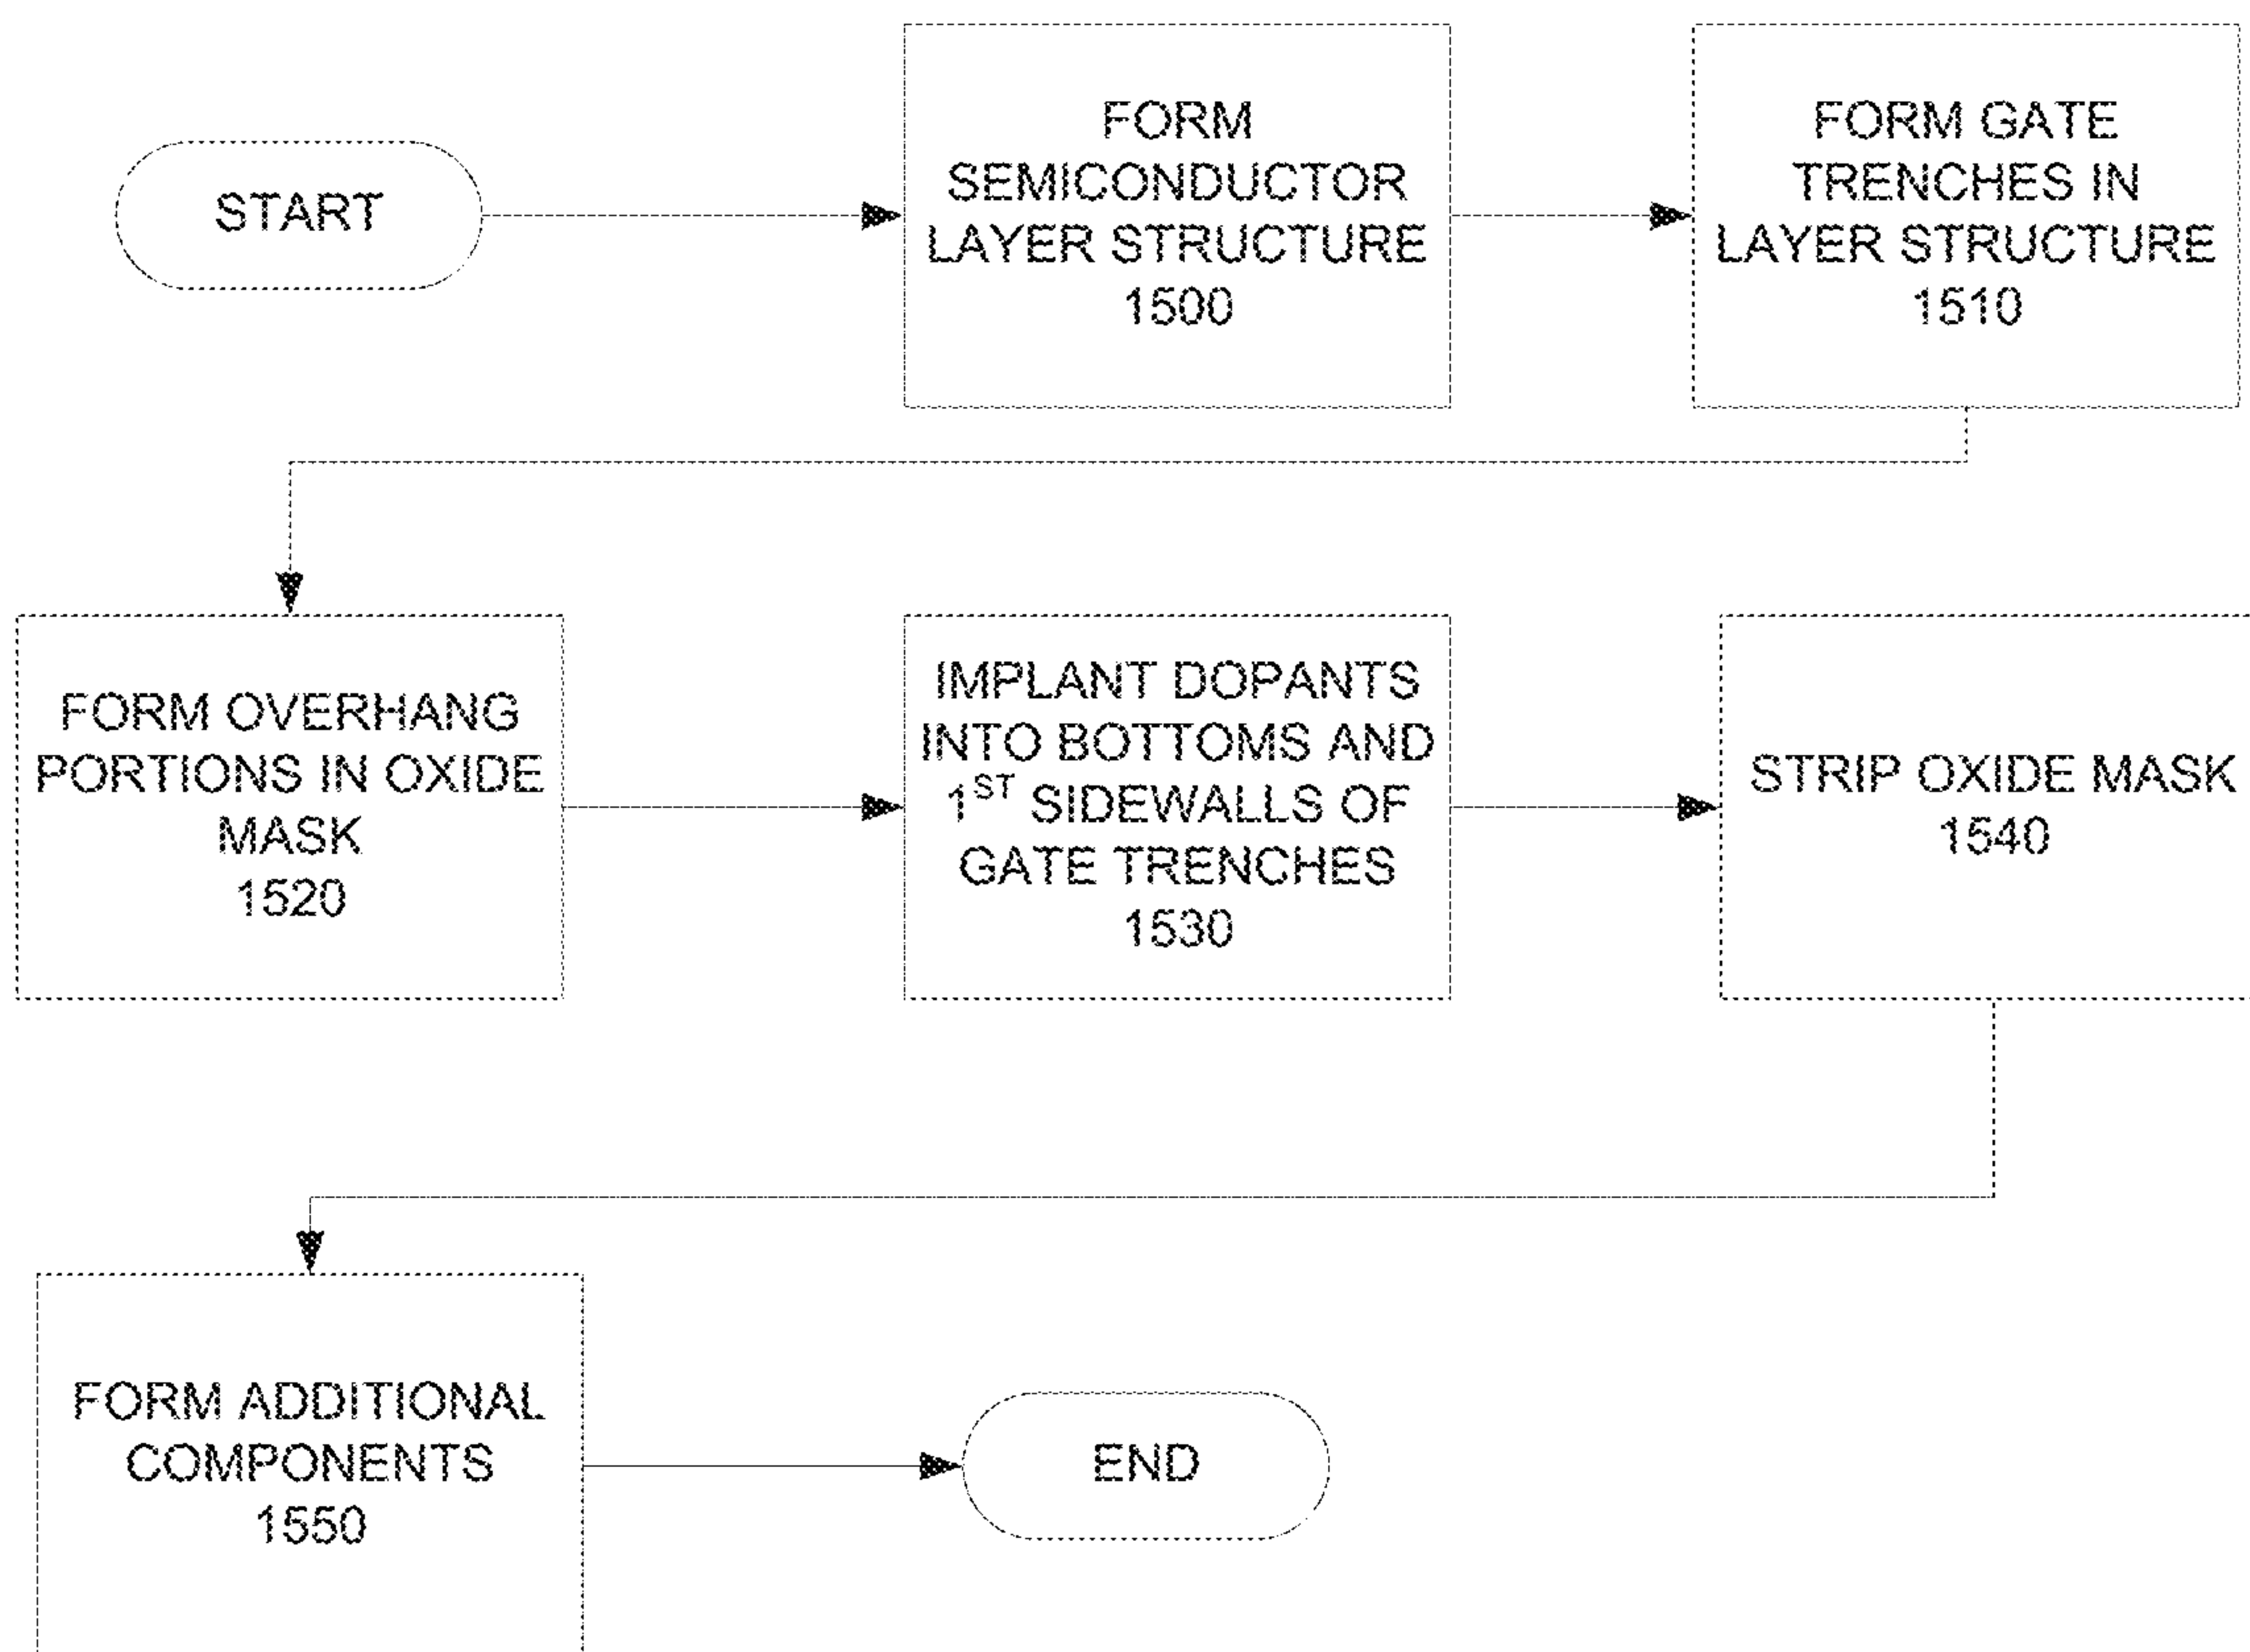 START
FORM
SEMICONDUCTOR
LAYER STRUCTURE
1500
FORM GATE
TRENCHES IN
LAYER STRUCTURE
1510
FORM OVERHANG
PORTIONS IN OXIDE
MASK
1520
IMPLANT DOPANTS
INTO BOTTOMS AND
1ST SIDEWALLS OF
GATE TRENCHES
1530
STRIP OXIDE MASK
1540
FORM ADDITIONAL
COMPONENTS
1550
END